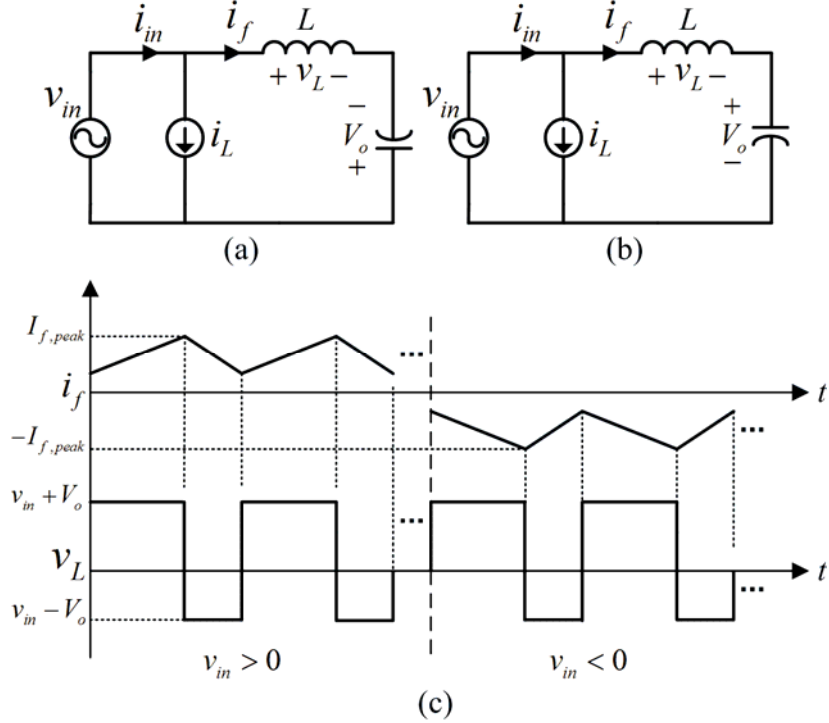 i_in i_f L
+ v_L −
v_in i_L − V_o +
(a)
i_in i_f L
+ v_L −
v_in i_L + V_o −
(b)
I_f,peak
i_f t
−I_f,peak
v_in + V_o
v_L t
v_in − V_o
v_in > 0 v_in < 0
(c)